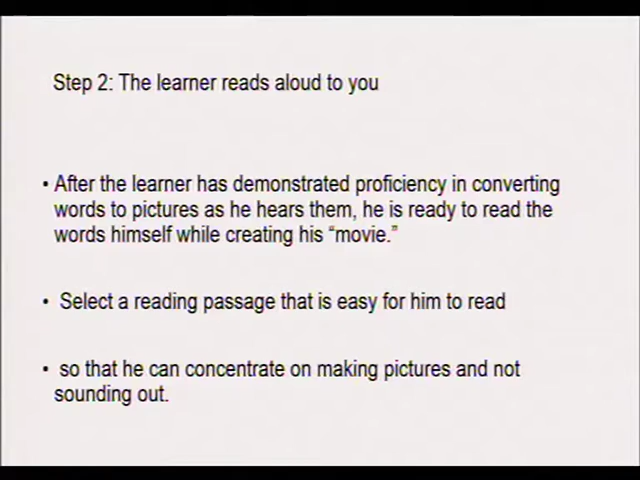 Step 2: The learner reads aloud to you
• After the learner has demonstrated proficiency in converting
words to pictures as he hears them, he is ready to read the
words himself while creating his “movie.”
• Select a reading passage that is easy for him to read
• so that he can concentrate on making pictures and not
sounding out.